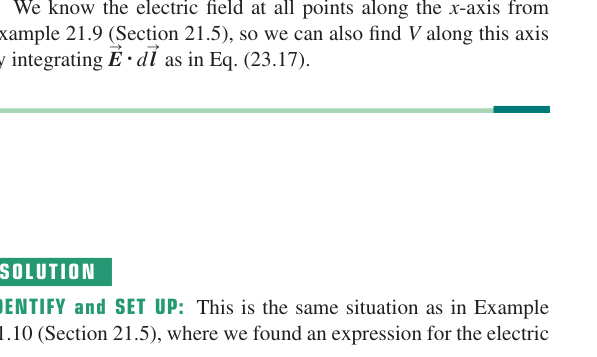 We know the electric field at all points along the x-axis from
xample 21.9 (Section 21.5), so we can also find V along this axis
y integrating E · dl as in Eq. (23.17).
SOLUTION
DENTIFY and SET UP: This is the same situation as in Example
1.10 (Section 21.5), where we found an expression for the electric